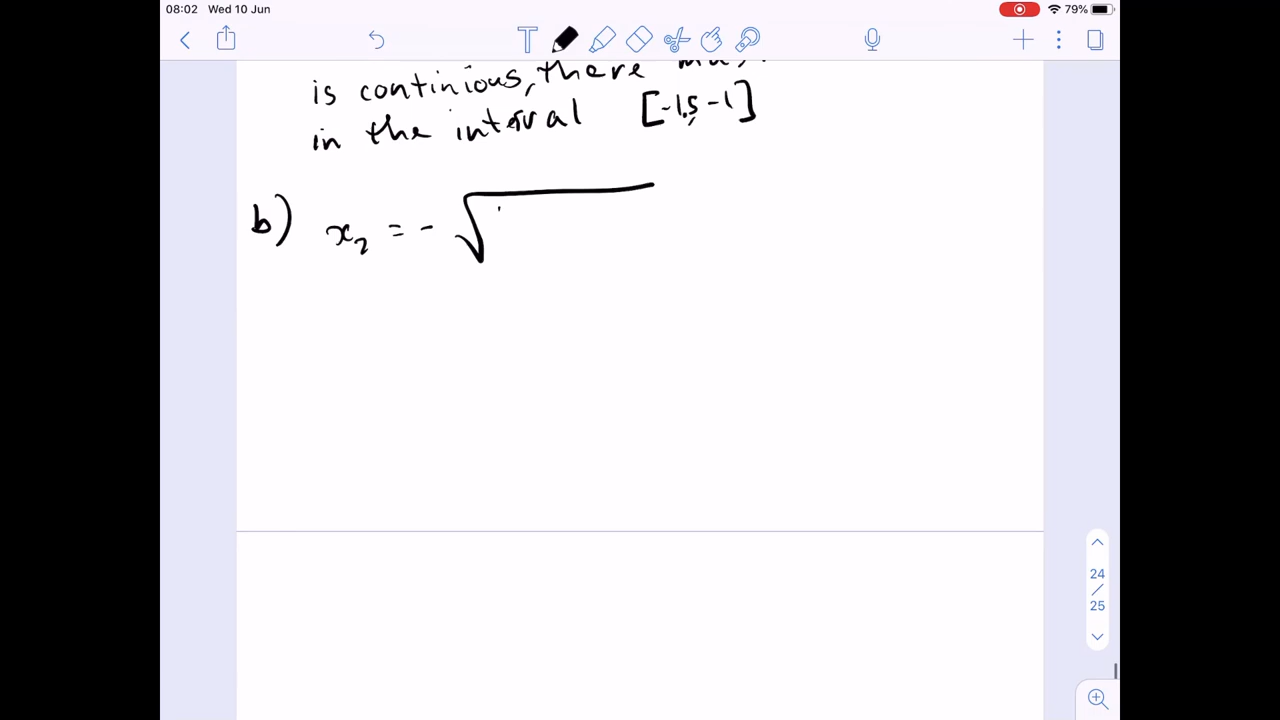 08:02 Wed 10 Jun 79%
T
is continious, there
in the interval [-1.5, -1]
b) x₂ = - √
24
/
25